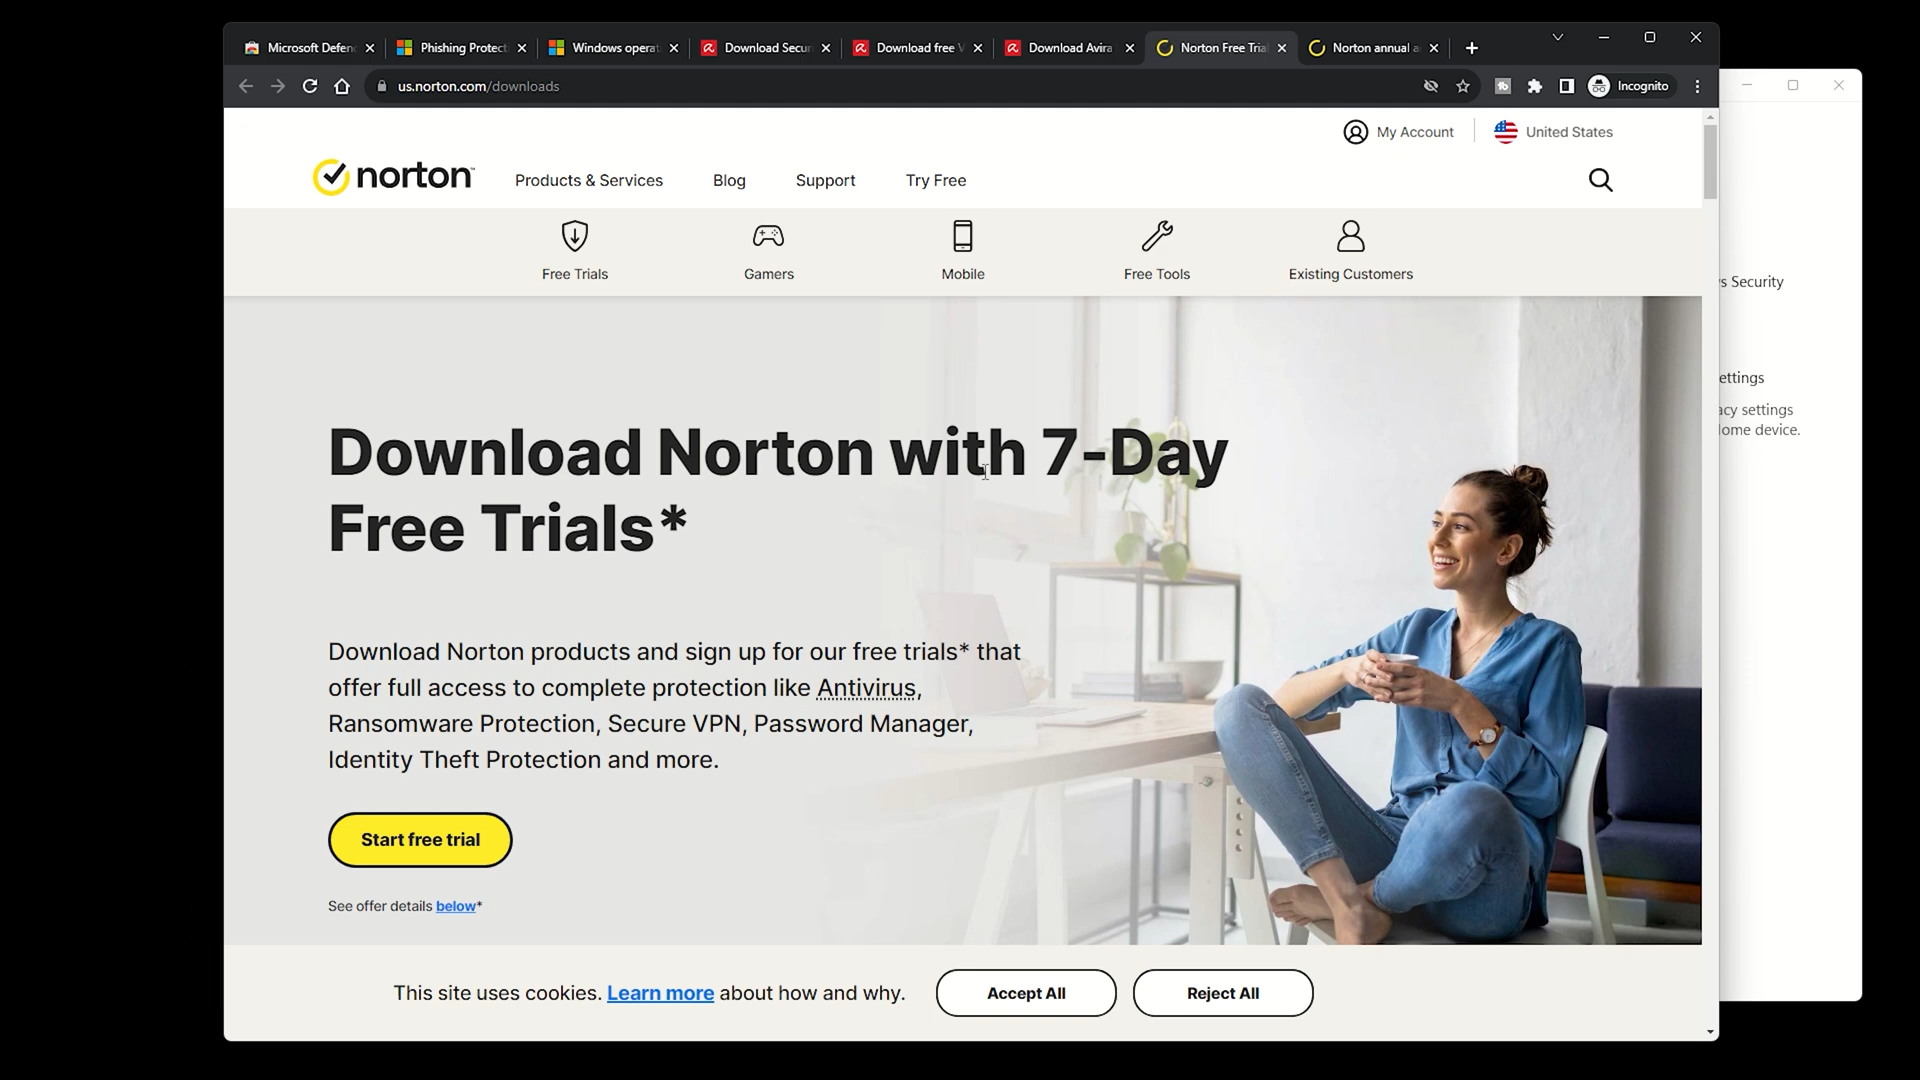 Microsoft Defen
Phishing Protect
Windows operat
Download Secur
Download free V
Download Avira
Norton Free Tria
Norton annual a
us.norton.com/downloads
Incognito
My Account
United States
norton
Products & Services
Blog
Support
Try Free
Free Trials
Gamers
Mobile
Free Tools
Existing Customers
Download Norton with 7-Day
Free Trials*
Download Norton products and sign up for our free trials* that
offer full access to complete protection like Antivirus,
Ransomware Protection, Secure VPN, Password Manager,
Identity Theft Protection and more.
Start free trial
See offer details below*
This site uses cookies. Learn more about how and why.
Accept All
Reject All
s Security
ettings
acy settings
ome device.